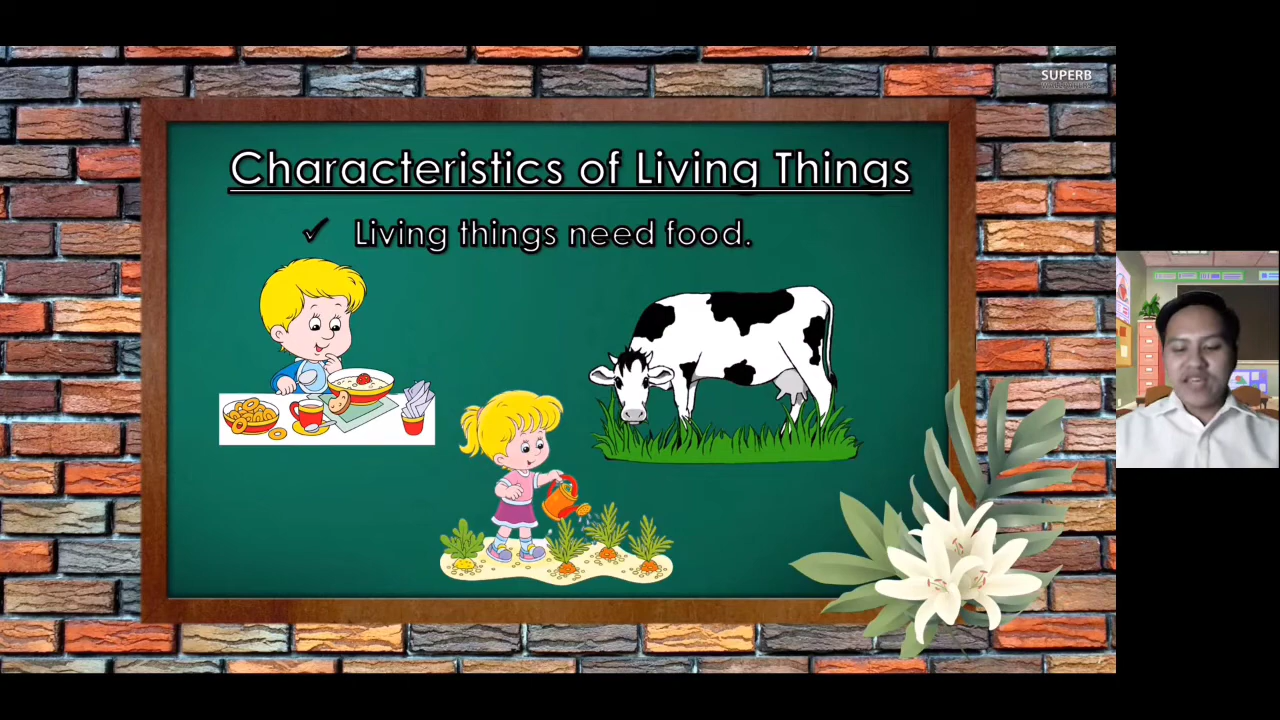 SUPERB
Characteristics of Living Things
✓ Living things need food.